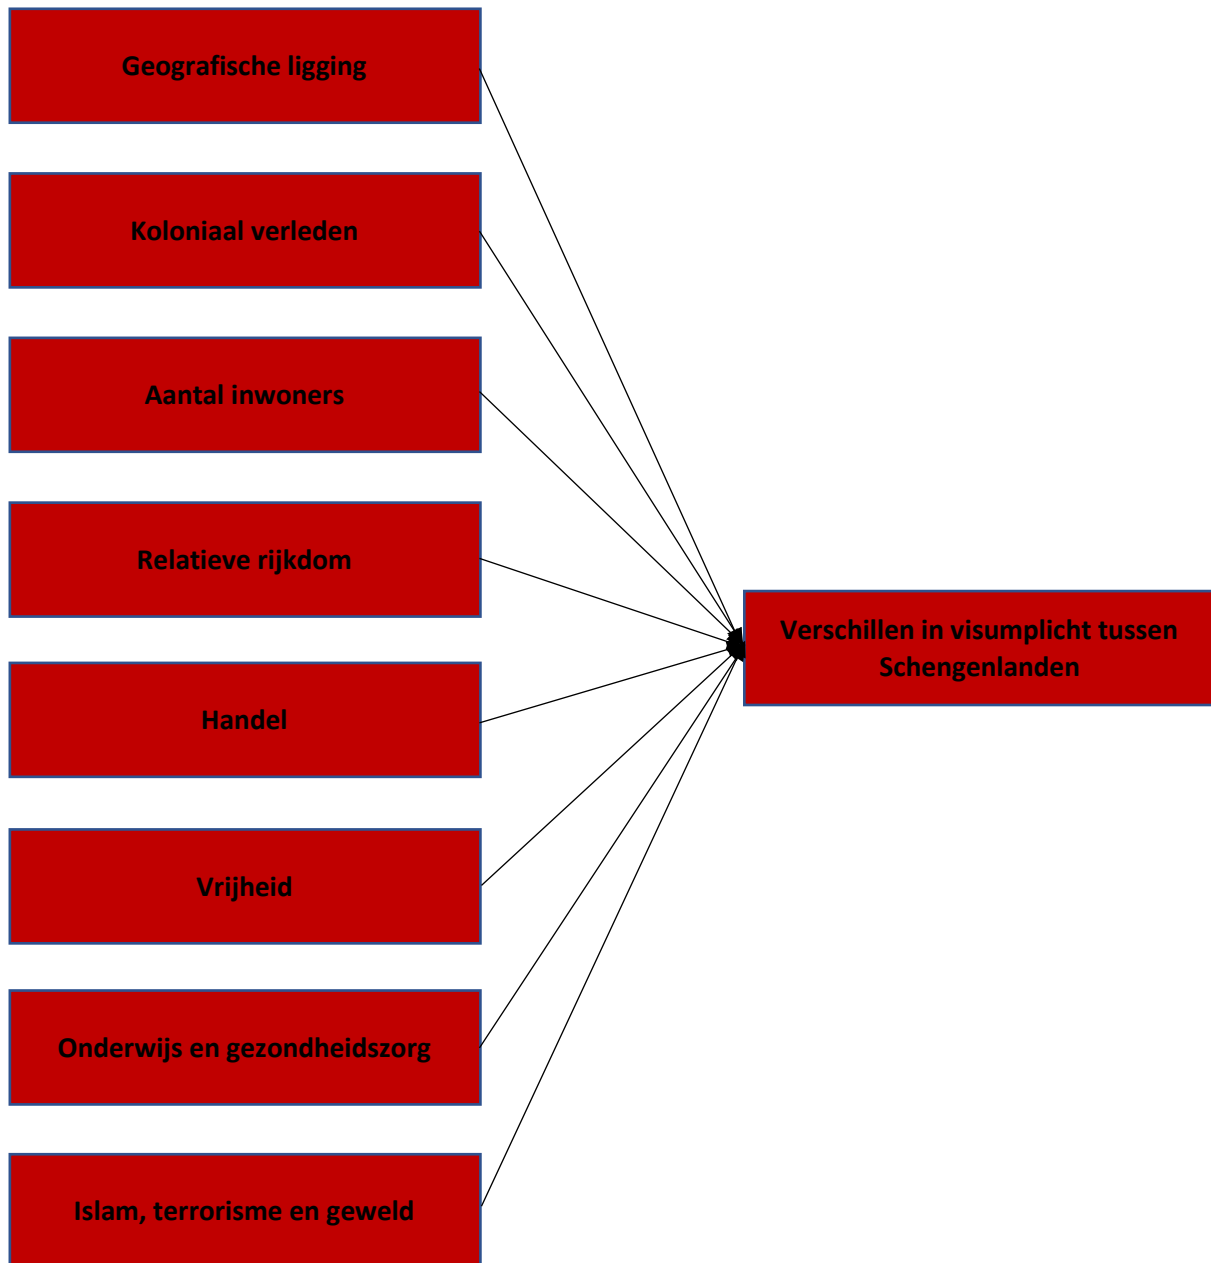 Geografische ligging
Koloniaal verleden
Aantal inwoners
Relatieve rijkdom
Handel
Vrijheid
Onderwijs en gezondheidszorg
Islam, terrorisme en geweld
Verschillen in visumplicht tussen
Schengenlanden